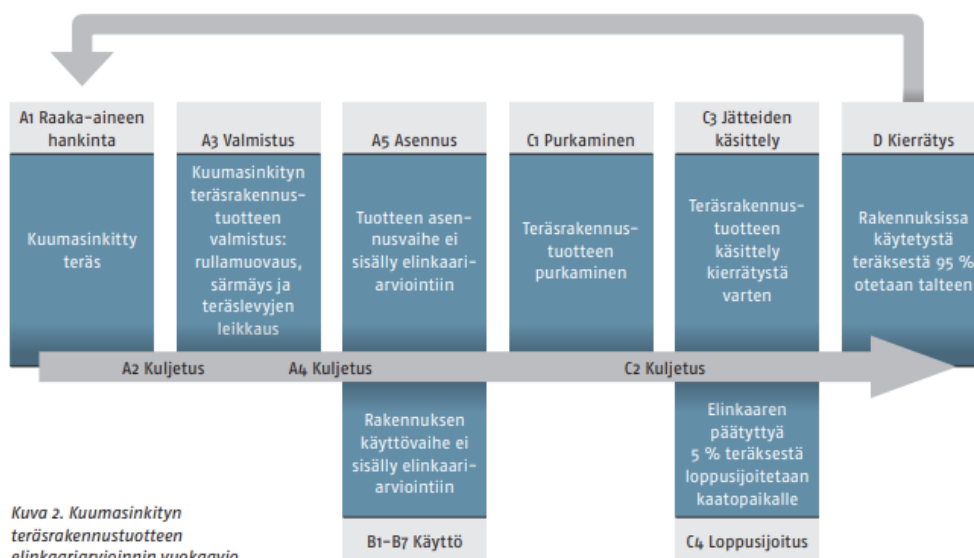 A1 Raaka-aineen
hankinta
Kuumasinkitty
teräs
A3 Valmistus
Kuumasinkityn
teräsrakennus-
tuotteen
valmistus:
rullamuovaus,
särmäys ja
teräslevyjen
leikkaus
A5 Asennus
Tuotteen asen-
nusvaihe ei
sisälly elinkaari-
arviointiin
C1 Purkaminen
Teräsrakennus-
tuotteen
purkaminen
C3 Jätteiden
käsittely
Teräsrakennus-
tuotteen
käsittely
kierrätystä
varten
D Kierrätys
Rakennuksissa
käytetystä
teräksestä 95 %
otetaan talteen
A2 Kuljetus
A4 Kuljetus
C2 Kuljetus
Rakennuksen
käyttövaihe ei
sisälly elinkaari-
arviointiin
B1–B7 Käyttö
Elinkaaren
päätyttyä
5 % teräksestä
loppusijoitetaan
kaatopaikalle
C4 Loppusijoitus
Kuva 2. Kuumasinkityn
teräsrakennustuotteen
elinkaariarvioinnin vuokaavio